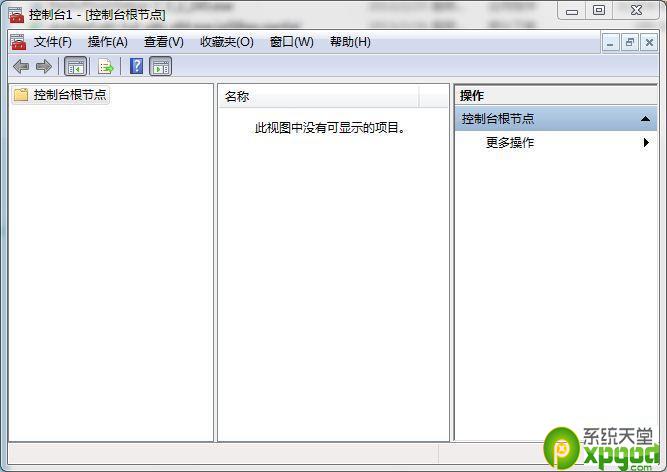 控制台1 - [控制台根节点]
文件(F) 操作(A) 查看(V) 收藏夹(O) 窗口(W) 帮助(H)
控制台根节点
名称
此视图中没有可显示的项目。
操作
控制台根节点
更多操作
系统天堂
xpgod.com